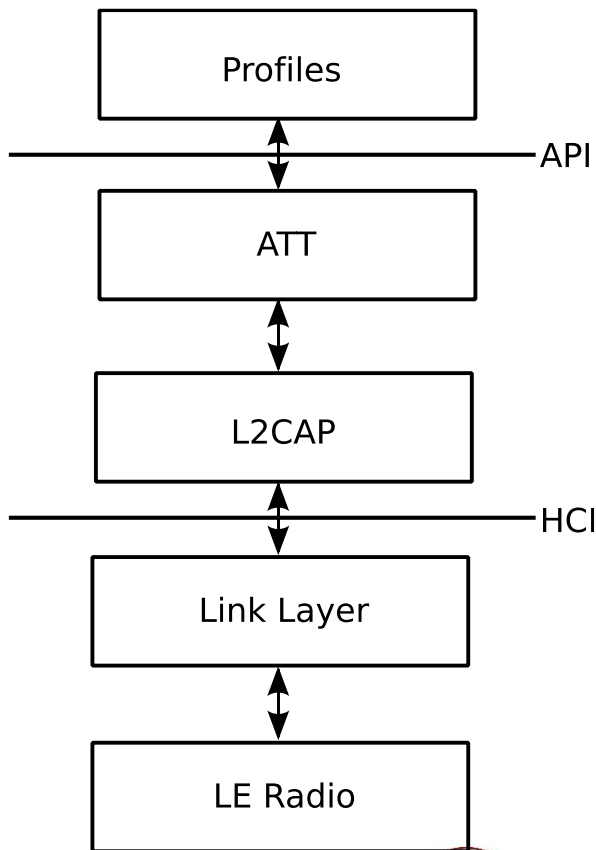 Profiles
API
ATT
L2CAP
HCI
Link Layer
LE Radio